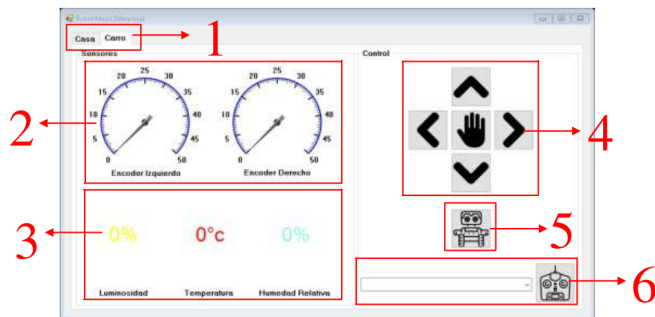 Robot Movil Diferencial
Casa Carro
1
Sensores
Control
20 25 30
15 35
10 40
5 45
0 50
Encoder Izquierdo
20 25 30
15 35
10 40
5 45
0 50
Encoder Derecho
2
4
0% 0°c 0%
3
5
Luminosidad Temperatura Humedad Relativa
6